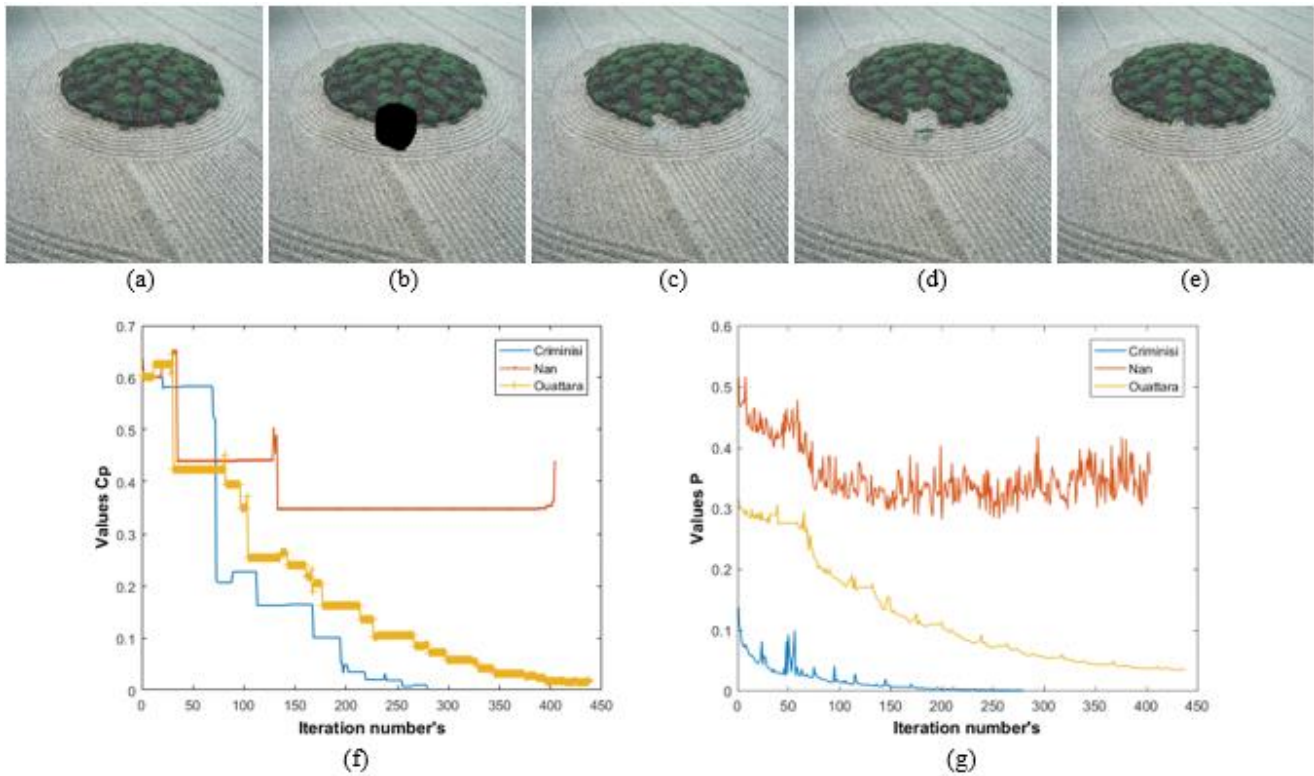 (a) (b) (c) (d) (e)
0.7
0.6
0.5
0.4
0.3
0.2
0.1
0
Values Cp
Criminisi
Nan
Ouattara
0 50 100 150 200 250 300 350 400 450
Iteration number's
(f)
0.6
0.5
0.4
0.3
0.2
0.1
0
Values P
Criminisi
Nan
Ouattara
0 50 100 150 200 250 300 350 400 450
Iteration number's
(g)